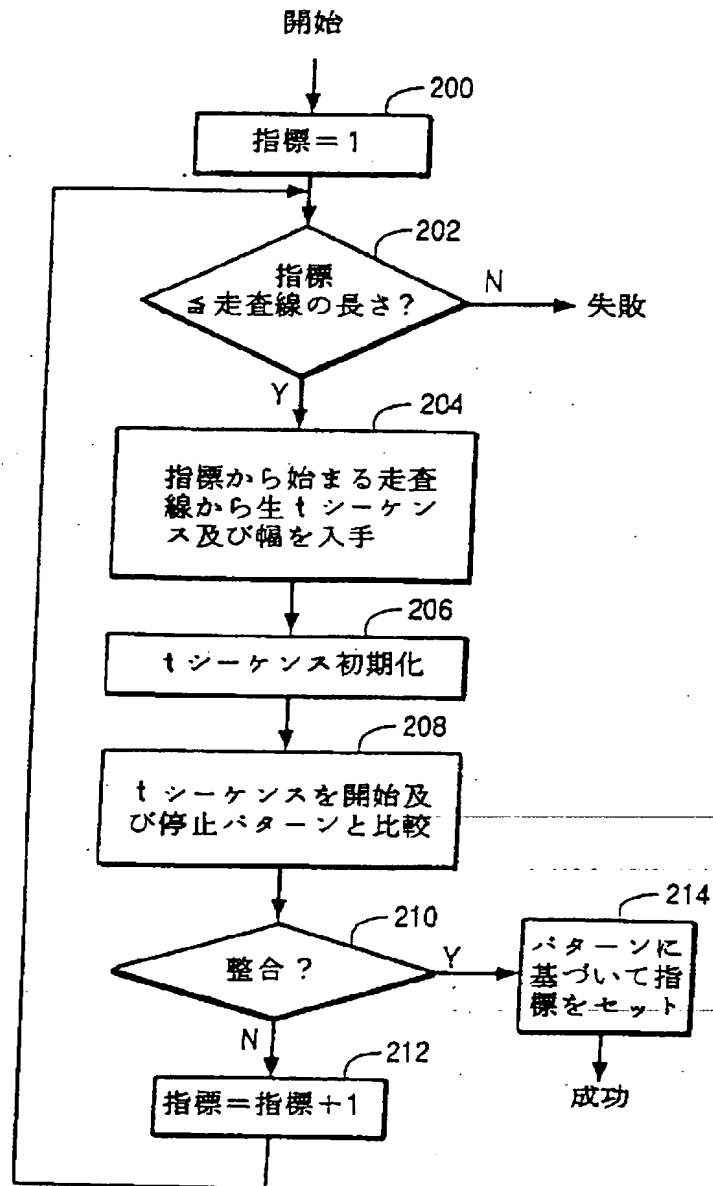 開始
200
指標＝1
202
指標
≦走査線の長さ？
N
失敗
Y
204
指標から始まる走査
線から生tシーケン
ス及び幅を入手
206
tシーケンス初期化
208
tシーケンスを開始及
び停止パターンと比較
210
整合？
Y
214
パターンに
基づいて指
標をセット
成功
N
212
指標＝指標＋1